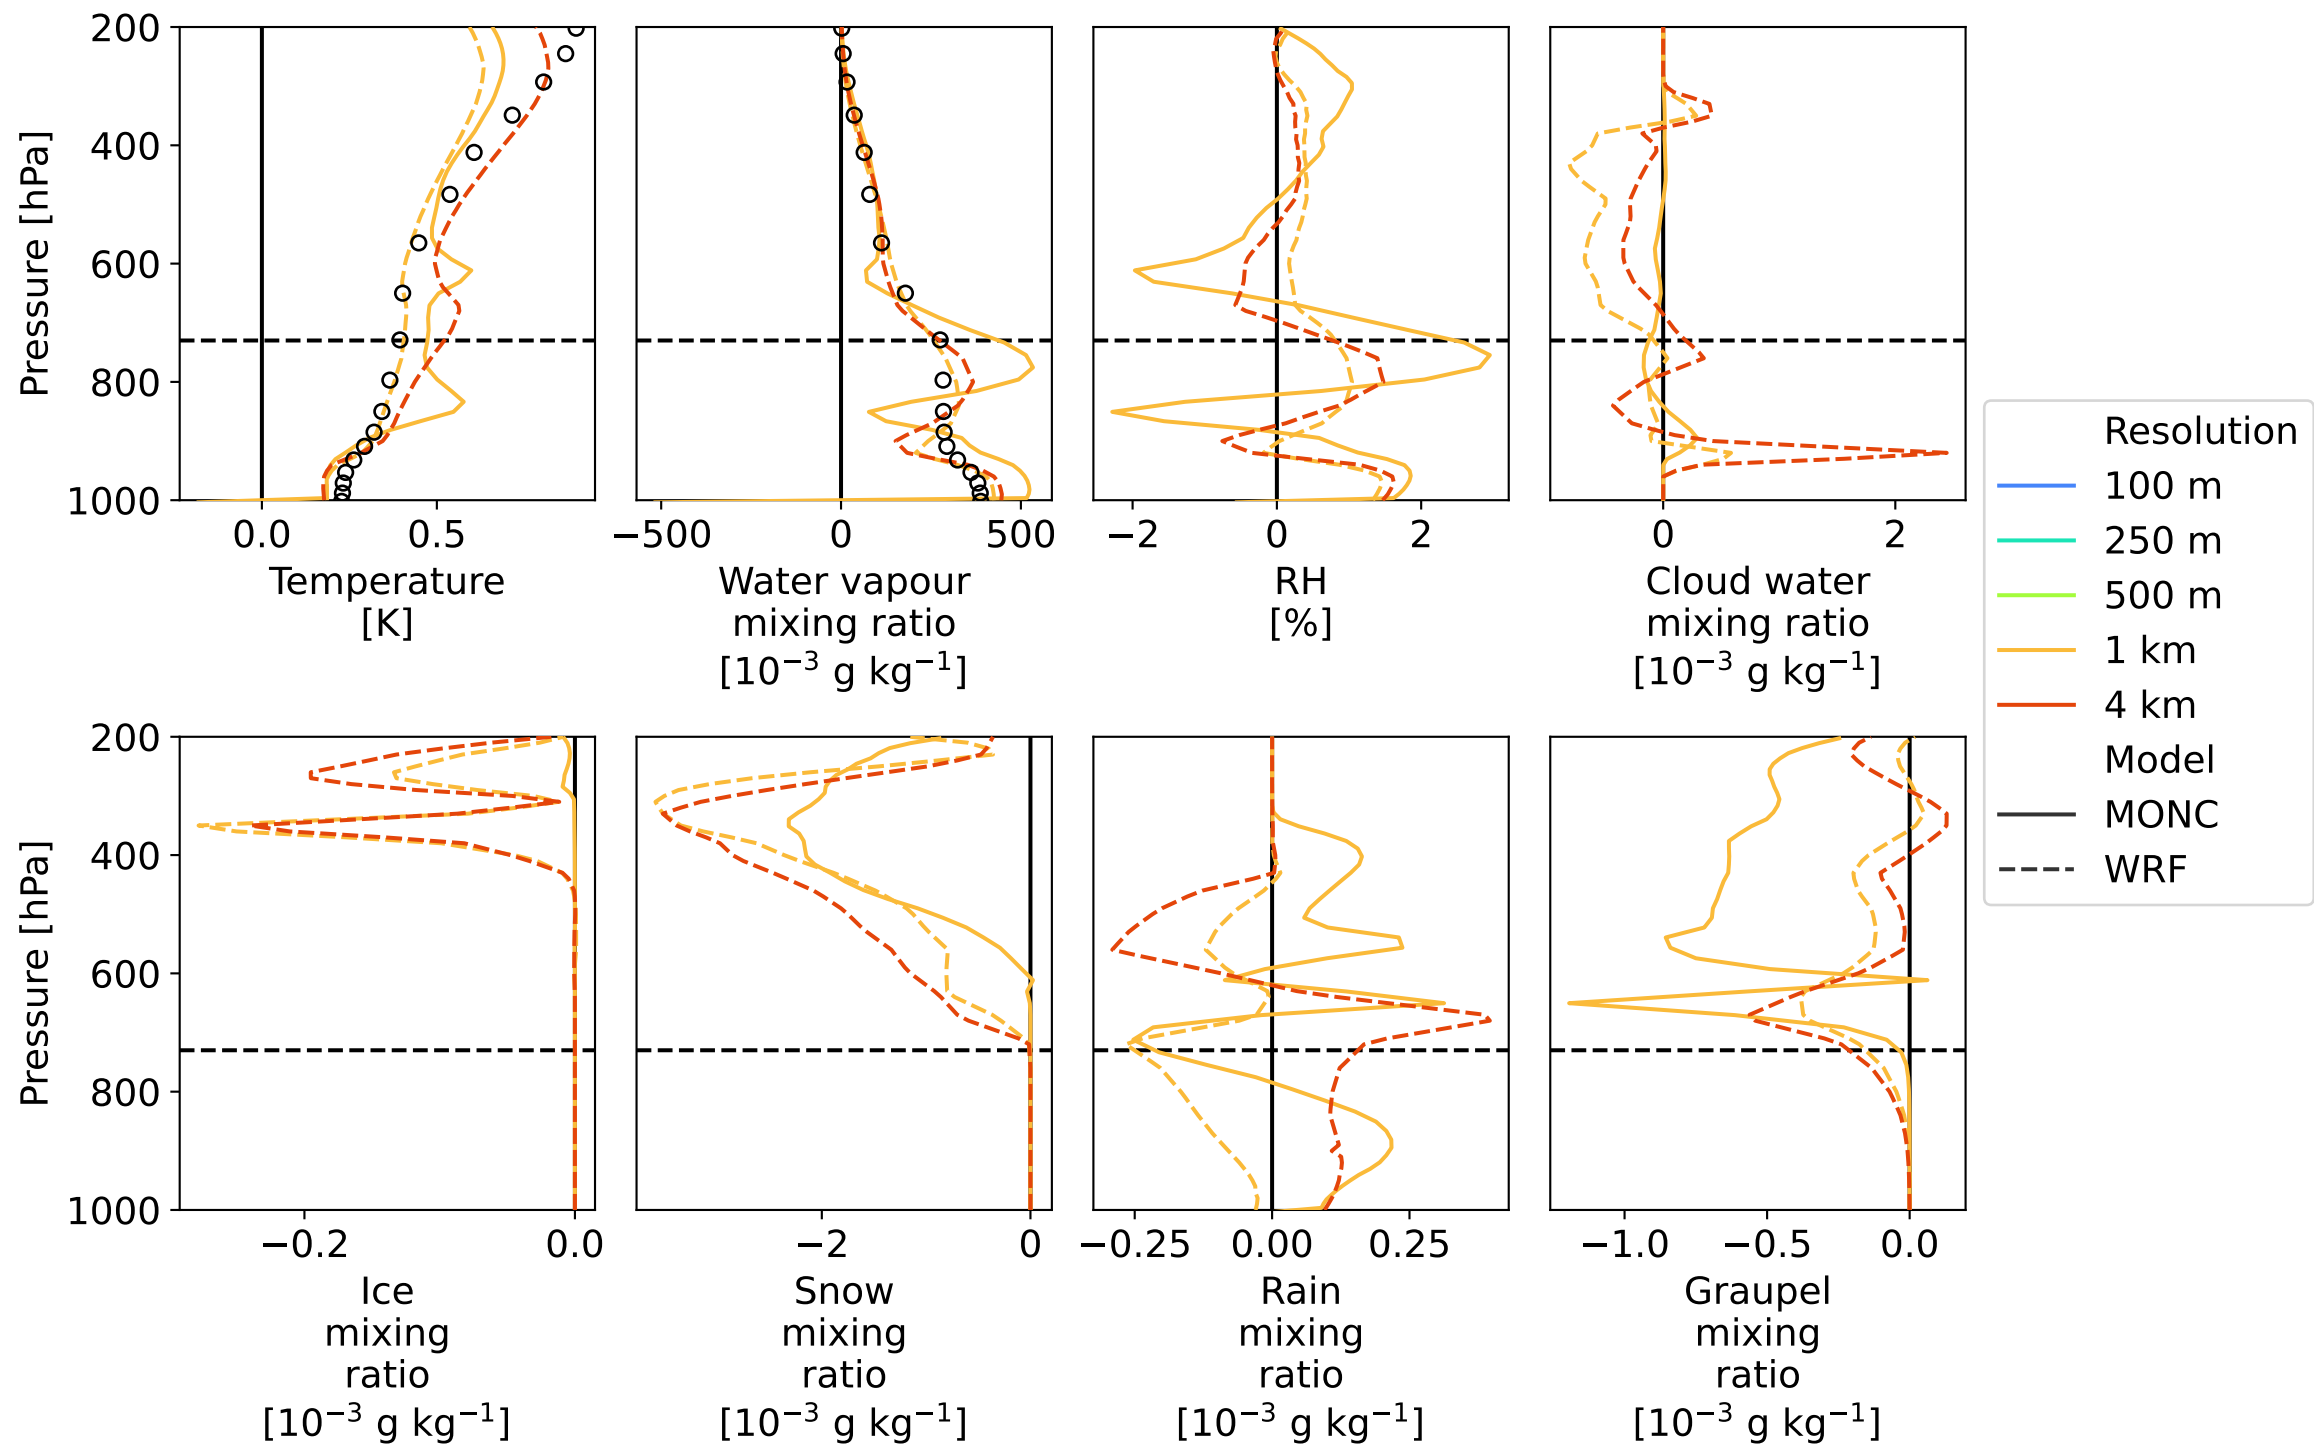 200
400
600
800
1000
Pressure [hPa]
0.0 0.5
Temperature
[K]
−500 0 500
Water vapour
mixing ratio
[10⁻³ g kg⁻¹]
−2 0 2
RH
[%]
0 2
Cloud water
mixing ratio
[10⁻³ g kg⁻¹]
Resolution
100 m
250 m
500 m
1 km
4 km
Model
MONC
WRF
200
400
600
800
1000
Pressure [hPa]
−0.2 0.0
Ice
mixing
ratio
[10⁻³ g kg⁻¹]
−2 0
Snow
mixing
ratio
[10⁻³ g kg⁻¹]
−0.25 0.00 0.25
Rain
mixing
ratio
[10⁻³ g kg⁻¹]
−1.0 −0.5 0.0
Graupel
mixing
ratio
[10⁻³ g kg⁻¹]